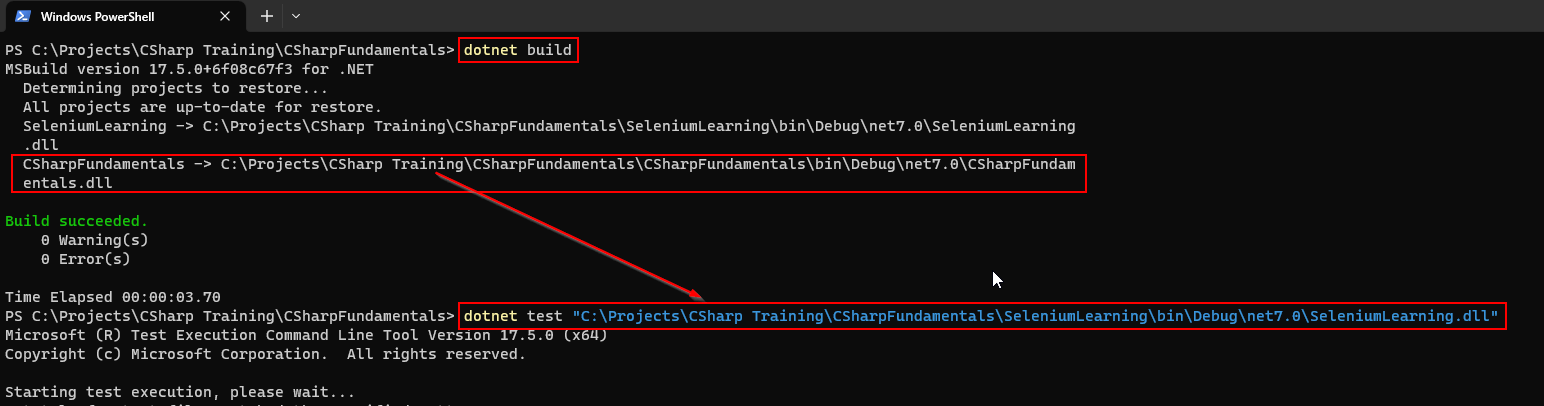 Windows PowerShell
PS C:\Projects\CSharp Training\CSharpFundamentals> dotnet build
MSBuild version 17.5.0+6f08c67f3 for .NET
Determining projects to restore...
All projects are up-to-date for restore.
SeleniumLearning -> C:\Projects\CSharp Training\CSharpFundamentals\SeleniumLearning\bin\Debug\net7.0\SeleniumLearning
.dll
CSharpFundamentals -> C:\Projects\CSharp Training\CSharpFundamentals\CSharpFundamentals\bin\Debug\net7.0\CSharpFundam
entals.dll
Build succeeded.
0 Warning(s)
0 Error(s)
Time Elapsed 00:00:03.70
PS C:\Projects\CSharp Training\CSharpFundamentals> dotnet test "C:\Projects\CSharp Training\CSharpFundamentals\SeleniumLearning\bin\Debug\net7.0\SeleniumLearning.dll"
Microsoft (R) Test Execution Command Line Tool Version 17.5.0 (x64)
Copyright (c) Microsoft Corporation.  All rights reserved.
Starting test execution, please wait...